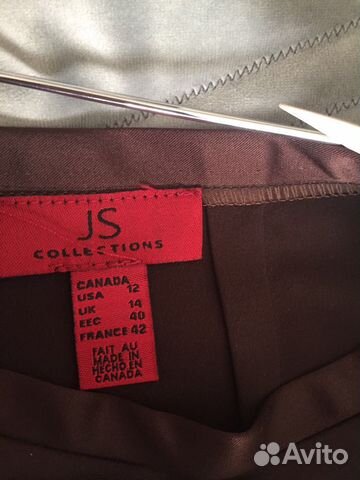 JS
COLLECTIONS
CANADA
USA 12
UK 14
EEC 40
FRANCE 42
FAIT AU
MADE IN
HECHO EN
CANADA
Avito